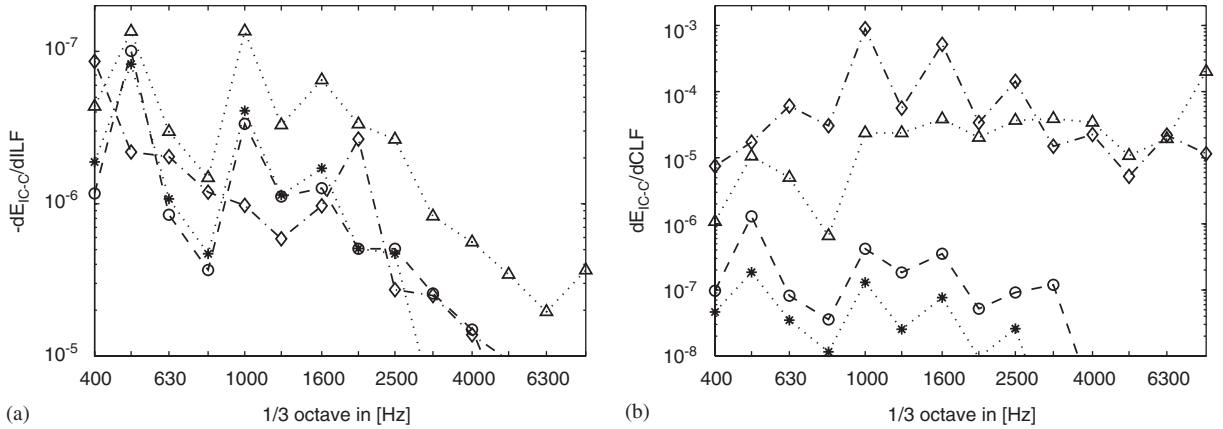 -dE_IC-C/dILF
-10^-7
-10^-6
-10^-5
400 630 1000 1600 2500 4000 6300
1/3 octave in [Hz]
(a)
dE_IC-C/dCLF
10^-3
10^-4
10^-5
10^-6
10^-7
10^-8
400 630 1000 1600 2500 4000 6300
1/3 octave in [Hz]
(b)